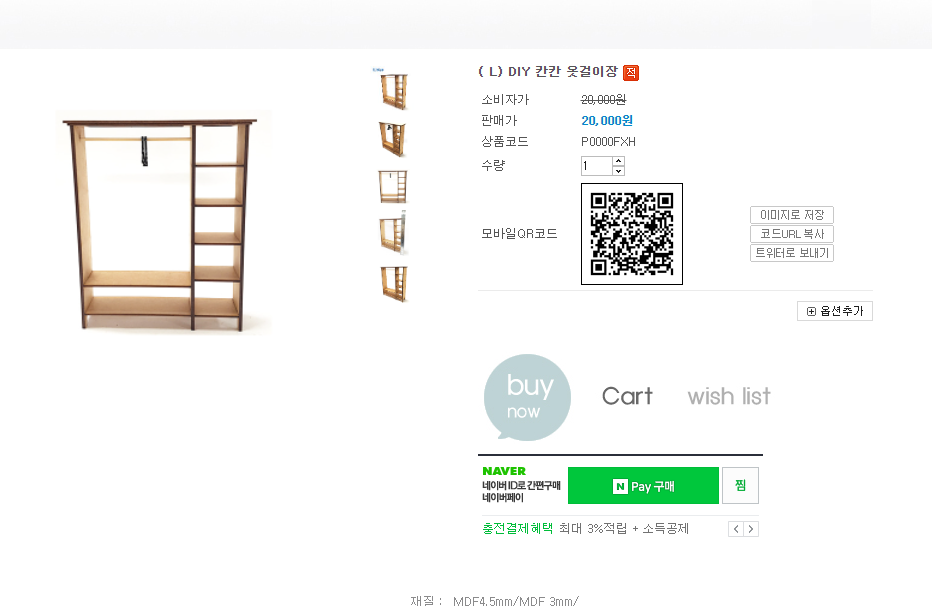 ( L) DIY 칸칸 옷걸이장 적
소비자가 20,000원
판매가 20,000원
상품코드 P0000FXH
수량 1
모바일QR코드
이미지로 저장
코드URL 복사
트위터로 보내기
옵션추가
buy
now
Cart
wish list
NAVER
네이버 ID로 간편구매
네이버페이
N Pay 구매
찜
충전결제혜택 최대 3%적립 + 소득공제
재질 : MDF4.5mm/MDF 3mm/